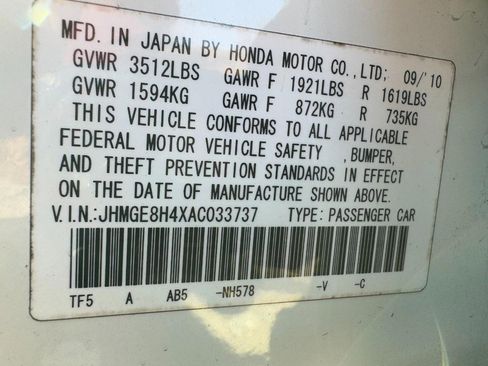 MFD. IN JAPAN BY HONDA MOTOR CO., LTD; 09/'10
GVWR 3512LBS GAWR F 1921LBS R 1619LBS
GVWR 1594KG GAWR F 872KG R 735KG
THIS VEHICLE CONFORMS TO ALL APPLICABLE
FEDERAL MOTOR VEHICLE SAFETY ,BUMPER,
AND THEFT PREVENTION STANDARDS IN EFFECT
ON THE DATE OF MANUFACTURE SHOWN ABOVE.
V.I.N.:JHMGE8H4XAC033737 TYPE: PASSENGER CAR
TF5 A AB5 -NH578 -V -C